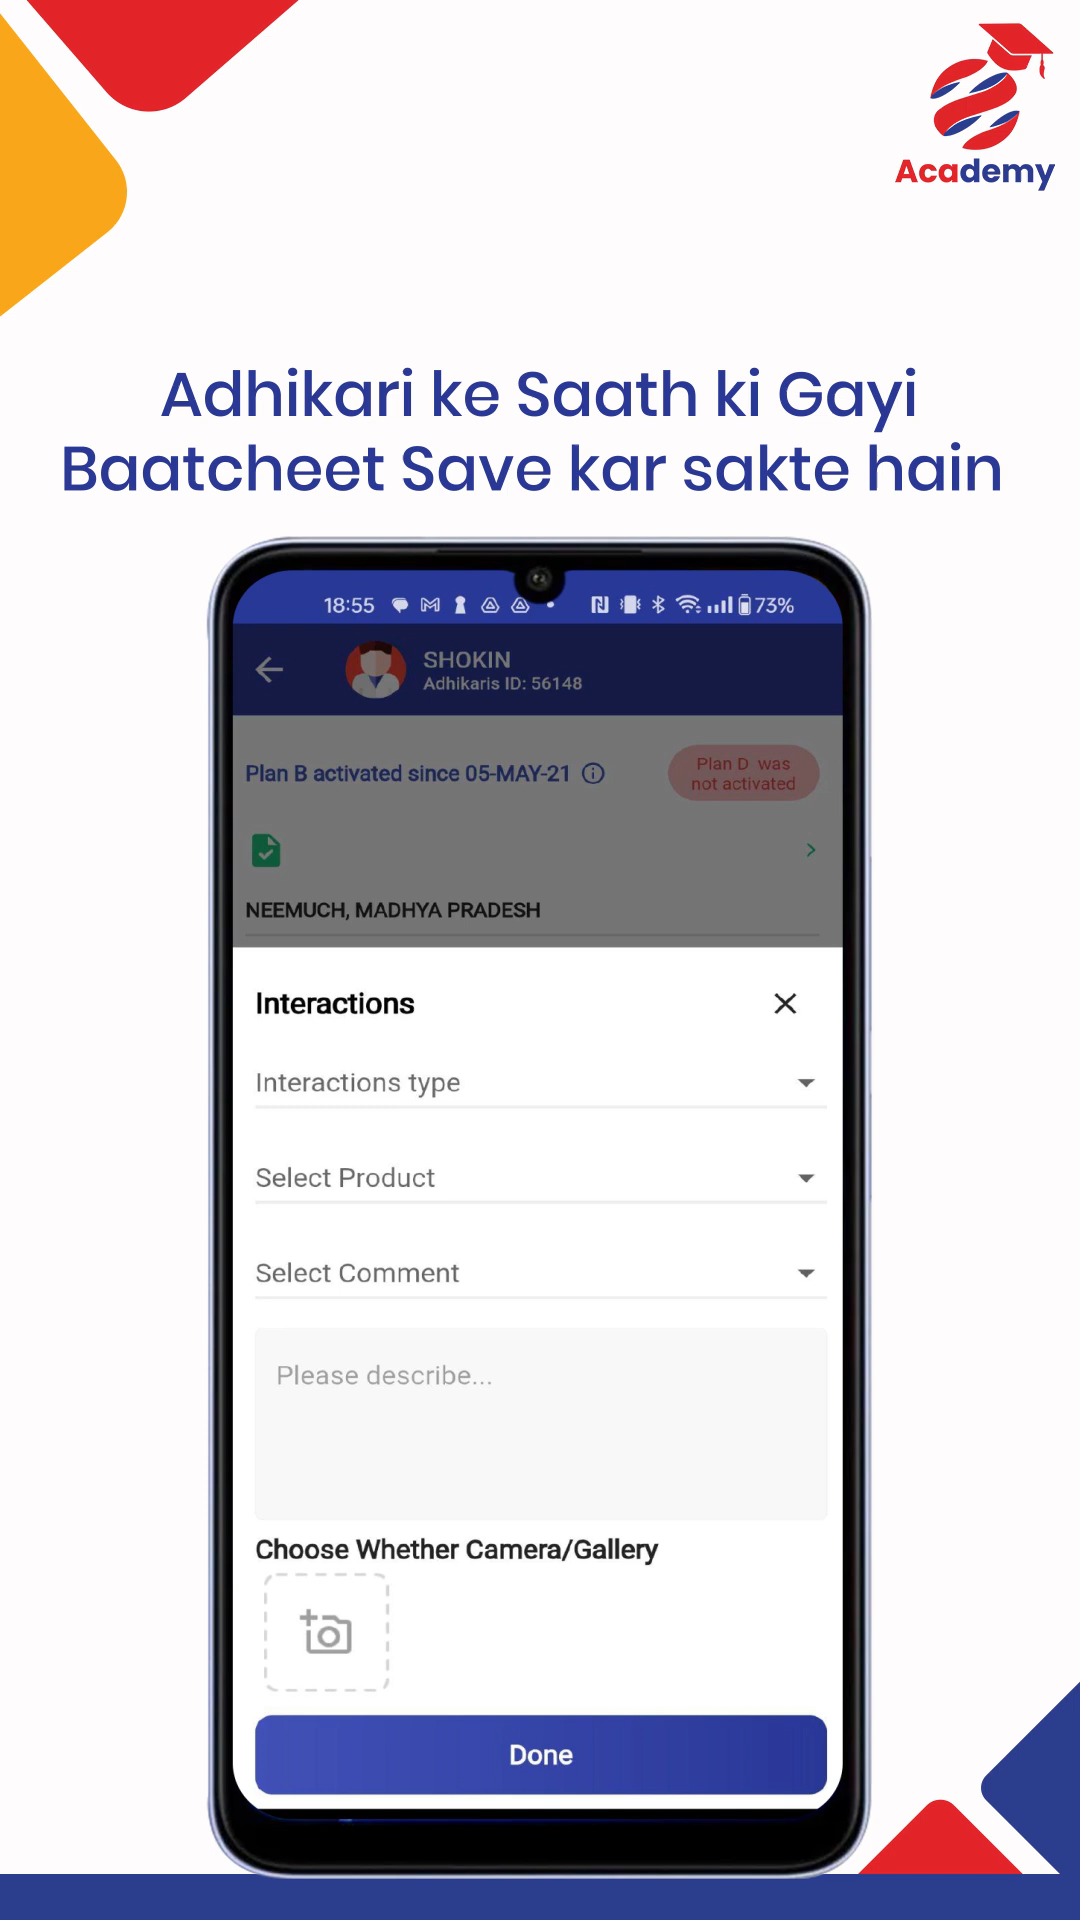 Academy
Adhikari ke Saath ki Gayi
Baatcheet Save kar sakte hain
18:55
73%
SHOKIN
Adhikaris ID: 56148
Plan B activated since 05-MAY-21
Plan D was
not activated
NEEMUCH, MADHYA PRADESH
Interactions
Interactions type
Select Product
Select Comment
Please describe...
Choose Whether Camera/Gallery
Done